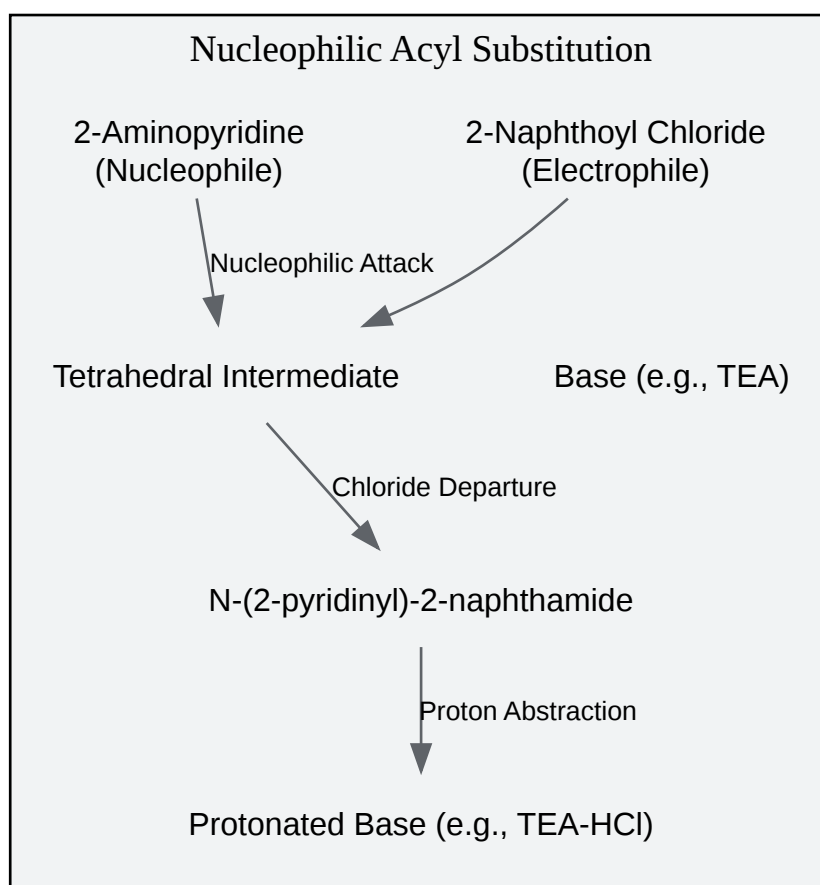 Nucleophilic Acyl Substitution
2-Aminopyridine
(Nucleophile)
2-Naphthoyl Chloride
(Electrophile)
Nucleophilic Attack
Tetrahedral Intermediate
Base (e.g., TEA)
Chloride Departure
N-(2-pyridinyl)-2-naphthamide
Proton Abstraction
Protonated Base (e.g., TEA-HCl)